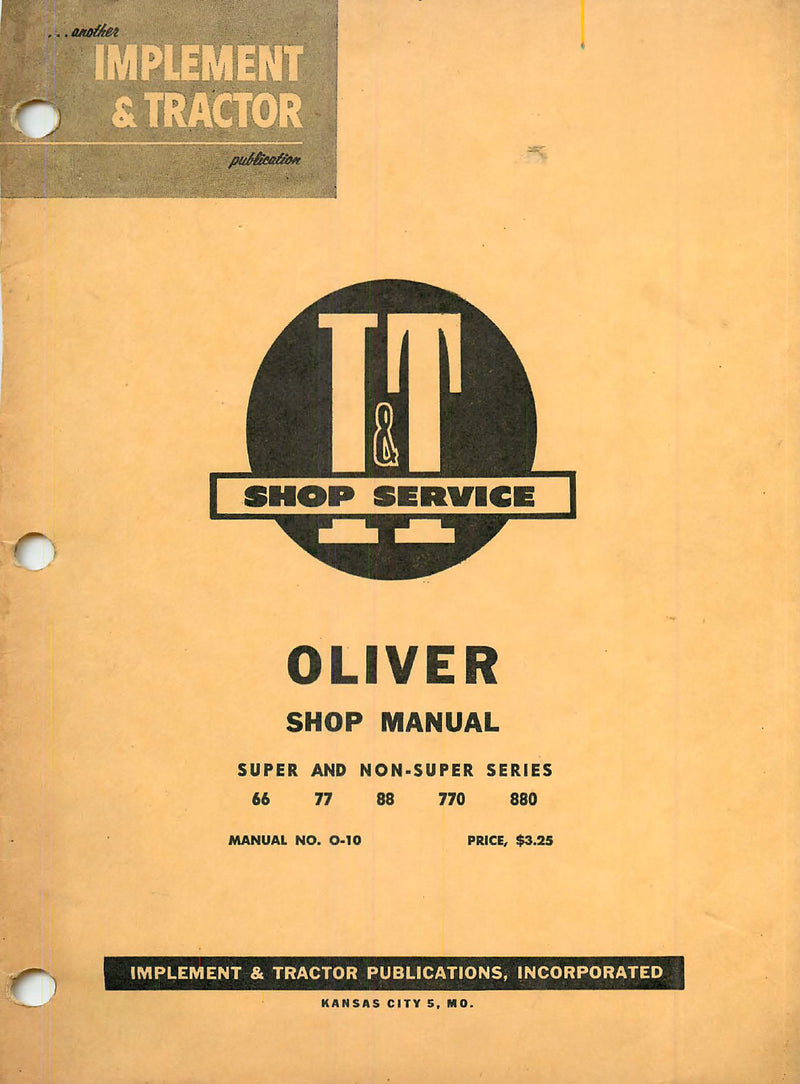 ...another
IMPLEMENT
& TRACTOR
publication
I&T
SHOP SERVICE
OLIVER
SHOP MANUAL
SUPER AND NON-SUPER SERIES
66 77 88 770 880
MANUAL NO. O-10 PRICE, $3.25
IMPLEMENT & TRACTOR PUBLICATIONS, INCORPORATED
KANSAS CITY 5, MO.